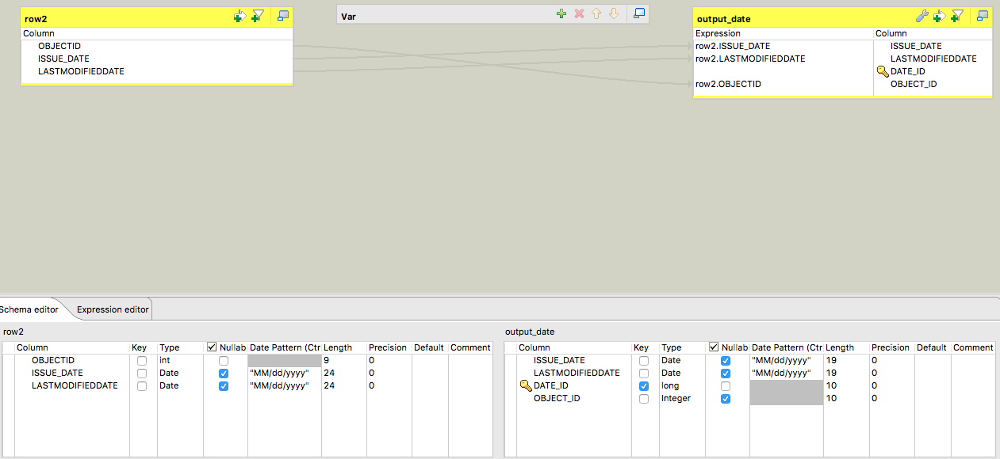 row2
Column
OBJECTID
ISSUE_DATE
LASTMODIFIEDDATE
Var
output_date
Expression Column
row2.ISSUE_DATE ISSUE_DATE
row2.LASTMODIFIEDDATE LASTMODIFIEDDATE
DATE_ID
row2.OBJECTID OBJECT_ID
Schema editor Expression editor
row2
Column Key Type Nullab Date Pattern (Ctr Length Precision Default Comment
OBJECTID int 9 0
ISSUE_DATE Date "MM/dd/yyyy" 24 0
LASTMODIFIEDDATE Date "MM/dd/yyyy" 24 0
output_date
Column Key Type Nullab Date Pattern (Ctr Length Precision Default Comment
ISSUE_DATE Date "MM/dd/yyyy" 19 0
LASTMODIFIEDDATE Date "MM/dd/yyyy" 19 0
DATE_ID long 10 0
OBJECT_ID Integer 10 0